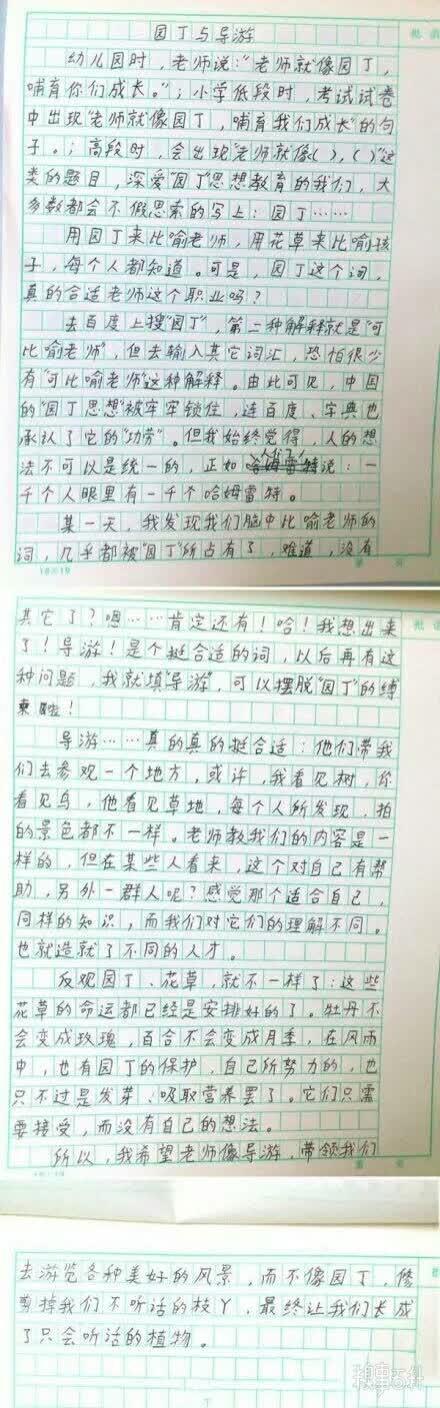 园丁与导游
幼儿园时，老师说："老师就像园丁，
哺育你们成长。"；小学低段时，考试试卷
中出现"老师就像园丁，哺育我们成长"的句
子。；高段时，会出现"老师就像( )，( )"这
类的题目，深爱"园丁"思想教育的我们，大
多数都会不假思索的写上：园丁……
用园丁来比喻老师，用花草来比喻孩
子，每个人都知道。可是，园丁这个词，
真的合适老师这个职业吗？
去百度上搜"园丁"，第二种解释就是"可
比喻老师"，但去输入其它词汇，恐怕很少
有"可比喻老师"这种解释。由此可见，中国
的"园丁思想"被牢牢锁住，连百度、字典也
承认了它的"功劳"。但我始终觉得，人的想
法不可以是统一的，正如哈姆雷特说：一
千个人眼里有一千个哈姆雷特。
某一天，我发现我们脑中比喻老师的
词，几乎都被"园丁"所占有了，难道，没有
其它了？嗯……肯定还有！哈！我想出来
了！导游！是个挺合适的词，以后再有这
种问题，我就填"导游"，可以摆脱"园丁"的缚
束啦！
导游……真的真的挺合适：他们带我
们去参观一个地方，或许，我看见树，你
看见鸟，他看见草地，每个人所发现、拍
的景色都不一样。老师教我们的内容是一
样的，但在某些人看来，这个对自己有帮
助，另外一群人呢？感觉那个适合自己，
同样的知识，而我们对它们的理解不同。
也就造就了不同的人才。
反观园丁、花草，就不一样了：这些
花草的命运都已经是安排好的了。牡丹不
会变成玫瑰，百合不会变成月季，在风雨
中，也有园丁的保护，自己所努力的，也
只不过是发芽、吸取营养罢了。它们只需
要接受，而没有自己的想法。
所以，我希望老师像导游，带领我们
去游览各种美好的风景，而不像园丁，修
剪掉我们不听话的枝丫，最终让我们长成
了只会听话的植物。
糗事百科